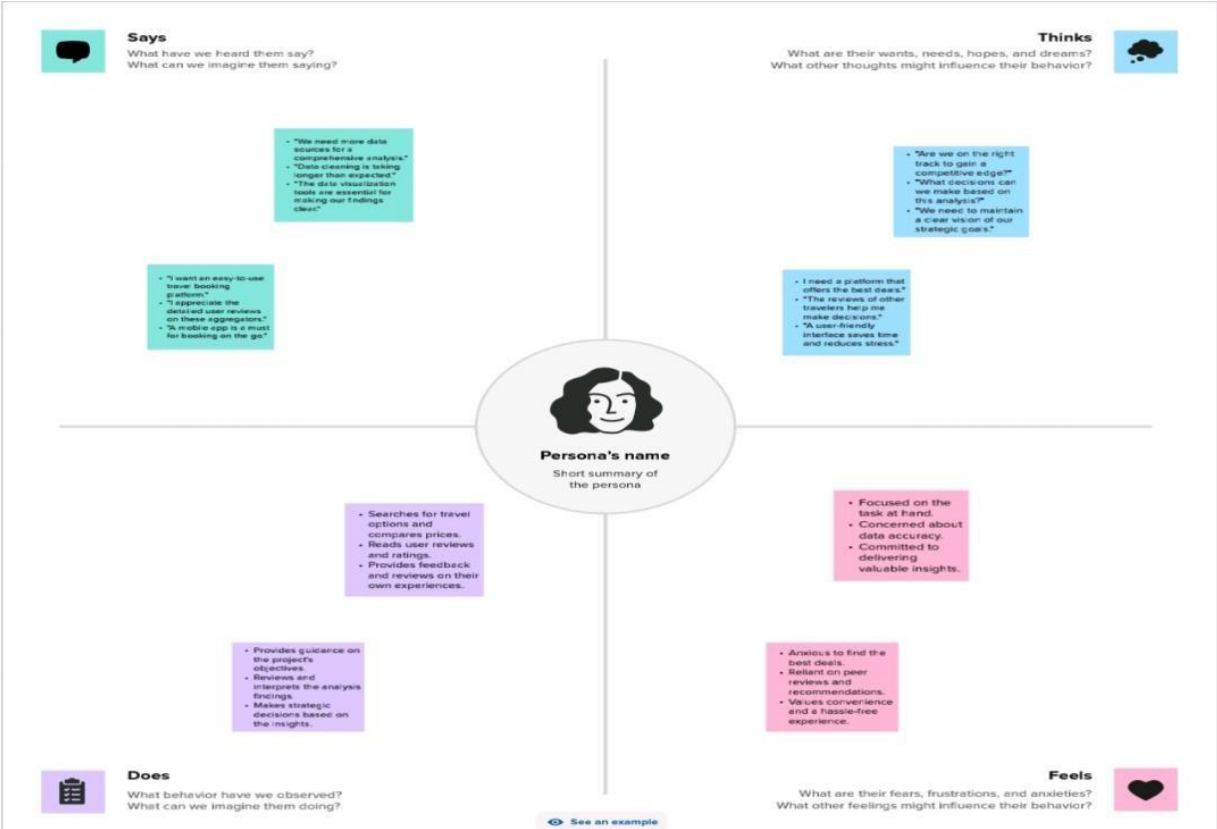 Says
What have we heard them say?
What can we imagine them saying?
Thinks
What are their wants, needs, hopes, and dreams?
What other thoughts might influence their behavior?
• "We need more data
sources for a
comprehensive analysis."
• "Data cleaning is taking
longer than expected."
• "The data visualization
tools are essential for
making our findings
clear."
• "Are we on the right
track to gain a
competitive edge?"
• "What decisions can
we make based on
this analysis?"
• "We need to maintain
a clear vision of our
strategic goals."
• "I want an easy-to-use
travel booking
platform."
• "I appreciate the
detailed user reviews
on these aggregators."
• "A mobile app is a must
for booking on the go."
• I need a platform that
offers the best deals."
• "The reviews of other
travelers help me
make decisions."
• "A user-friendly
interface saves time
and reduces stress."
Persona's name
Short summary of
the persona
• Searches for travel
options and
compares prices.
• Reads user reviews
and ratings.
• Provides feedback
and reviews on their
own experiences.
• Focused on the
task at hand.
• Concerned about
data accuracy.
• Committed to
delivering
valuable insights.
• Provides guidance on
the project's
objectives.
• Reviews and
interprets the analysis
findings.
• Makes strategic
decisions based on
the insights.
• Anxious to find the
best deals.
• Reliant on peer
reviews and
recommendations.
• Values convenience
and a hassle-free
experience.
Does
What behavior have we observed?
What can we imagine them doing?
Feels
What are their fears, frustrations, and anxieties?
What other feelings might influence their behavior?
See an example